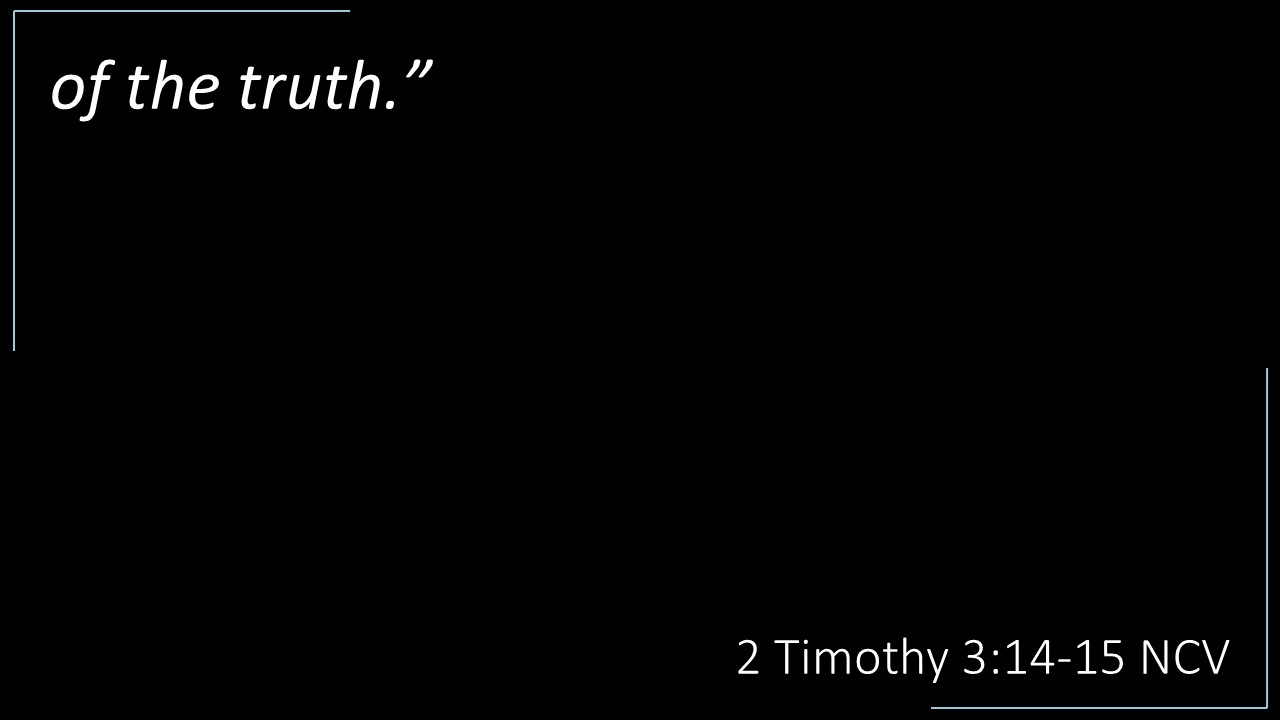 of the truth.”
2 Timothy 3:14-15 NCV